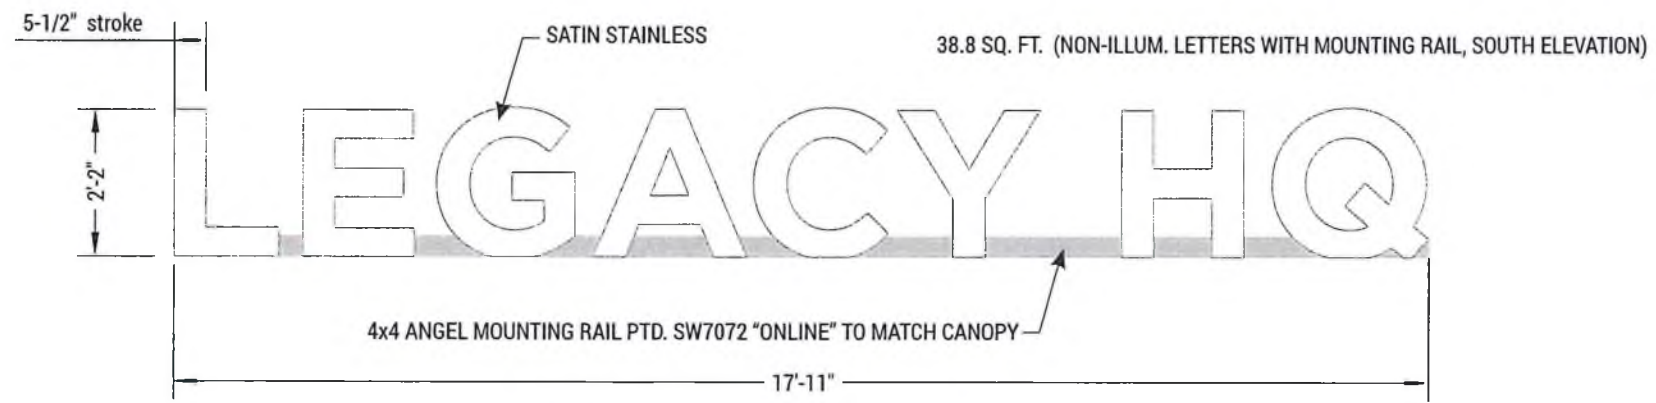 5-1/2" stroke
SATIN STAINLESS
38.8 SQ. FT. (NON-ILLUM. LETTERS WITH MOUNTING RAIL, SOUTH ELEVATION)
2'-2"
LEGACY HQ
4x4 ANGEL MOUNTING RAIL PTD. SW7072 “ONLINE” TO MATCH CANOPY
17'-11"